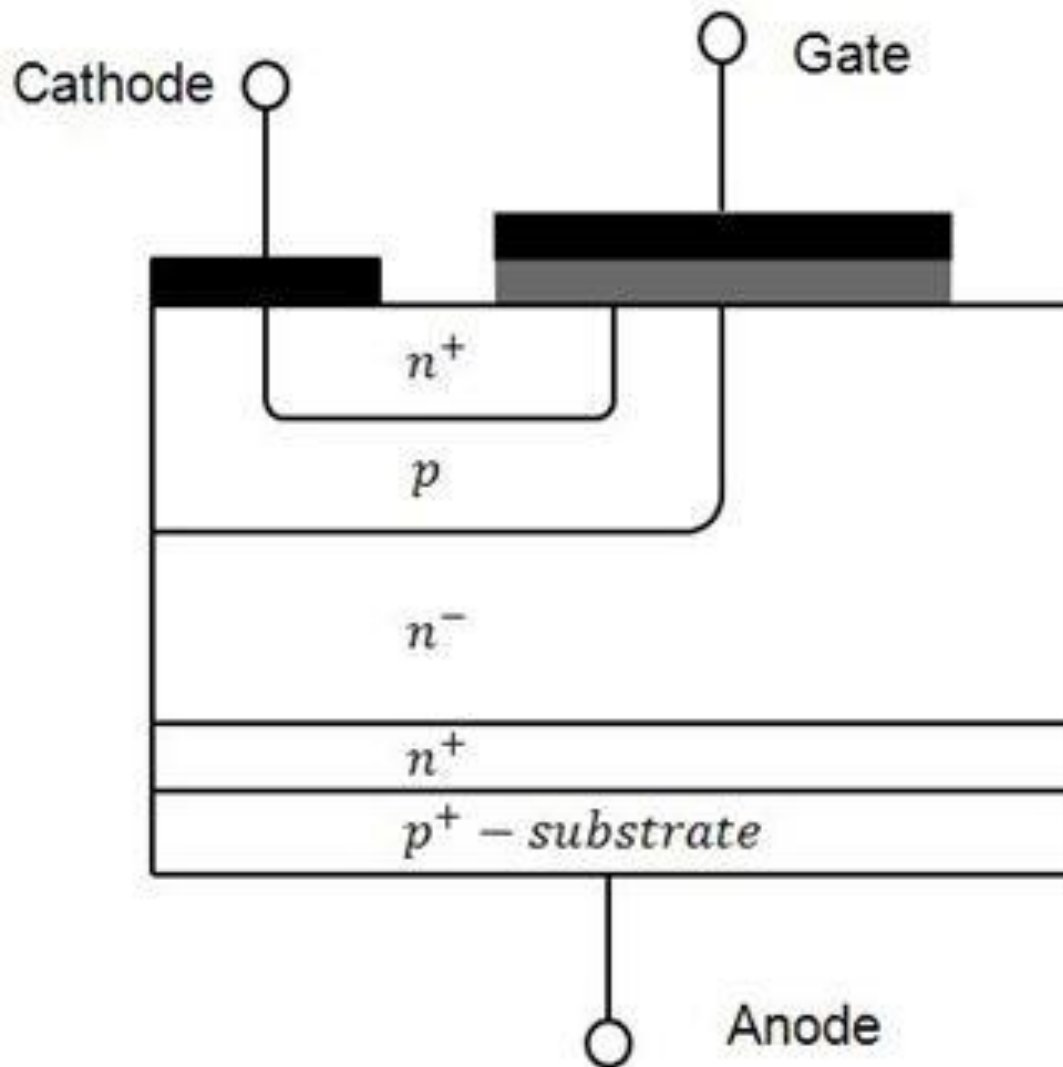 Gate
Cathode
n⁺
p
n⁻
n⁺
p⁺ − substrate
Anode